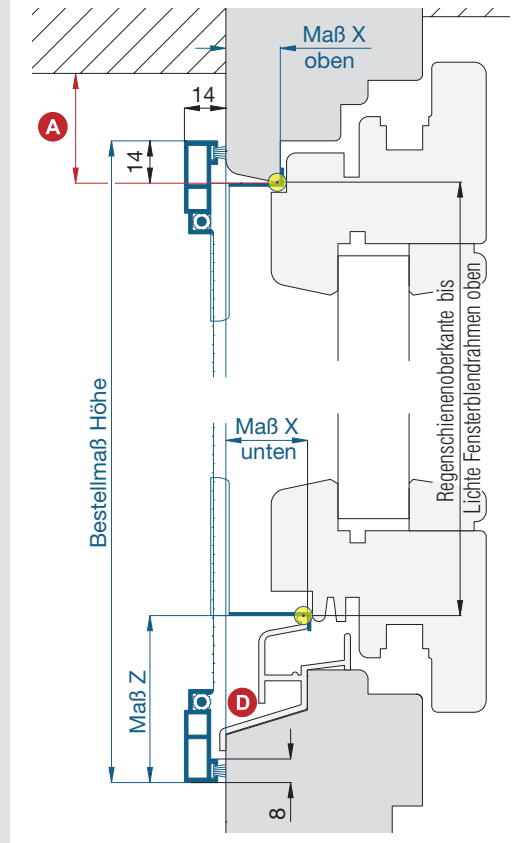 Maß X
oben
14
A
14
Bestellmaß Höhe
Regenschienenoberkante bis
Lichte Fensterblendrahmen oben
Maß X
unten
Maß Z
D
8